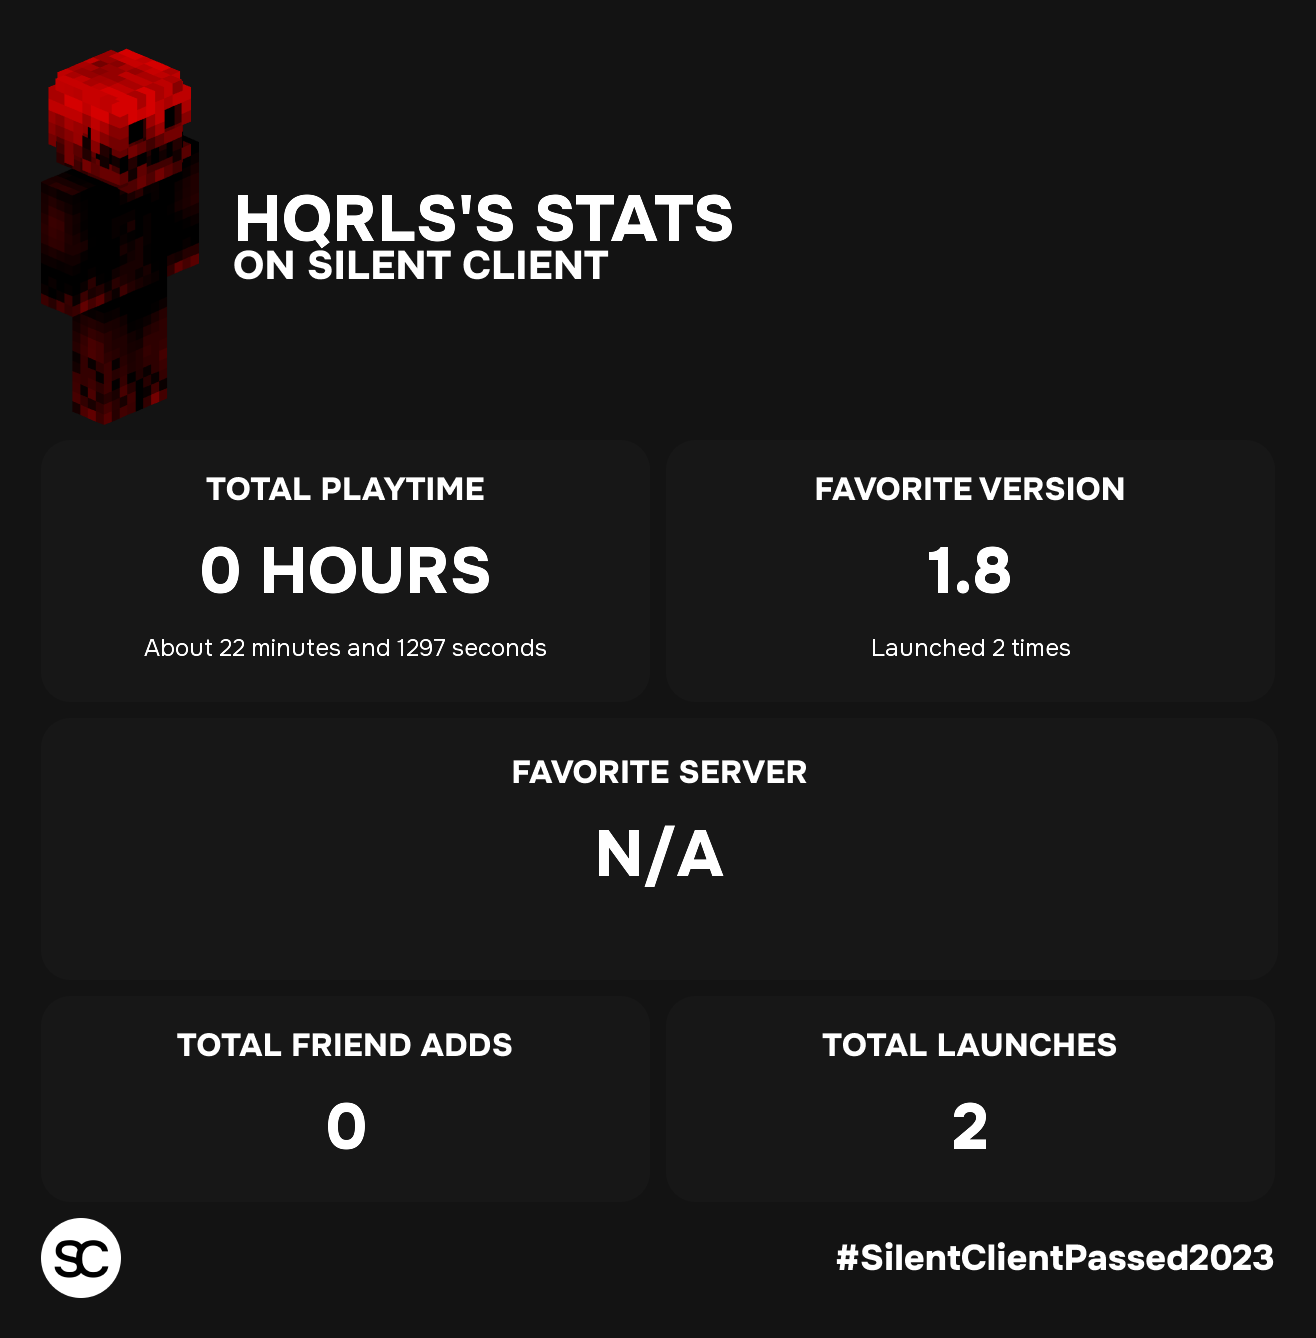 HQRLS'S STATS
ON SILENT CLIENT
TOTAL PLAYTIME
0 HOURS
About 22 minutes and 1297 seconds
FAVORITE VERSION
1.8
Launched 2 times
FAVORITE SERVER
N/A
TOTAL FRIEND ADDS
0
TOTAL LAUNCHES
2
SC
#SilentClientPassed2023